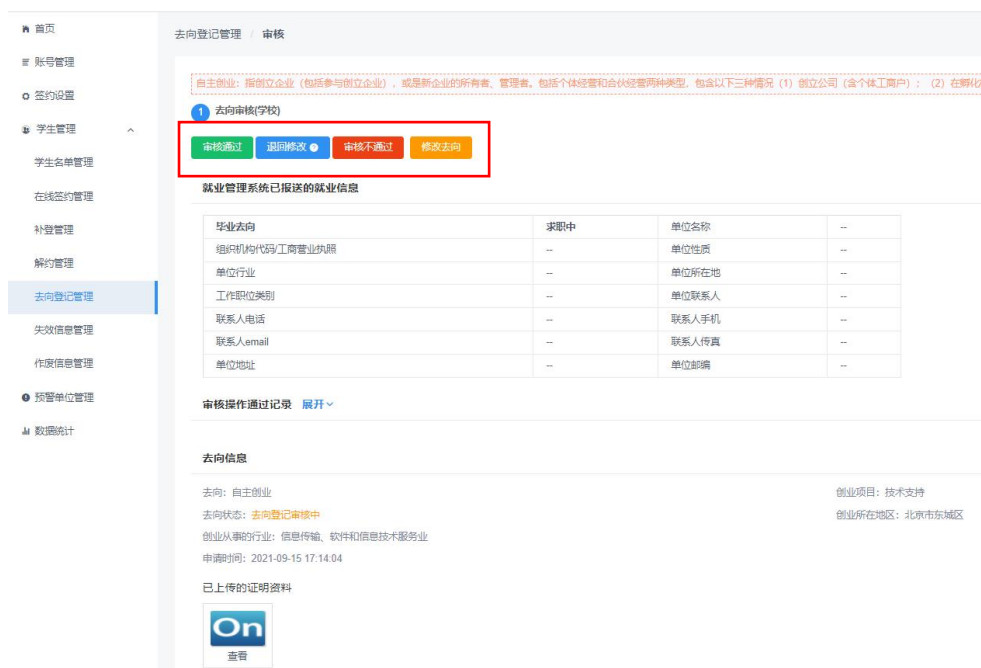 首页
账号管理
签约设置
学生管理
学生名单管理
在线签约管理
补登管理
解约管理
去向登记管理
失效信息管理
作废信息管理
预警单位管理
数据统计
去向登记管理 / 审核
自主创业：指创立企业（包括参与创立企业），或是新企业的所有者、管理者。包括个体经营和合伙经营两种类型，包含以下三种情况（1）创立公司（含个体工商户）；（2）在孵化
1 去向审核(学校)
审核通过 退回修改 审核不通过 修改去向
就业管理系统已报送的就业信息
毕业去向 求职中 单位名称 --
组织机构代码/工商营业执照 -- 单位性质 --
单位行业 -- 单位所在地 --
工作职位类别 -- 单位联系人 --
联系人电话 -- 联系人手机 --
联系人email -- 联系人传真 --
单位地址 -- 单位邮编 --
审核操作通过记录 展开
去向信息
去向：自主创业 创业项目：技术支持
去向状态：去向登记审核中 创业所在地区：北京市东城区
创业从事的行业：信息传输、软件和信息技术服务业
申请时间：2021-09-15 17:14:04
已上传的证明资料
On
查看